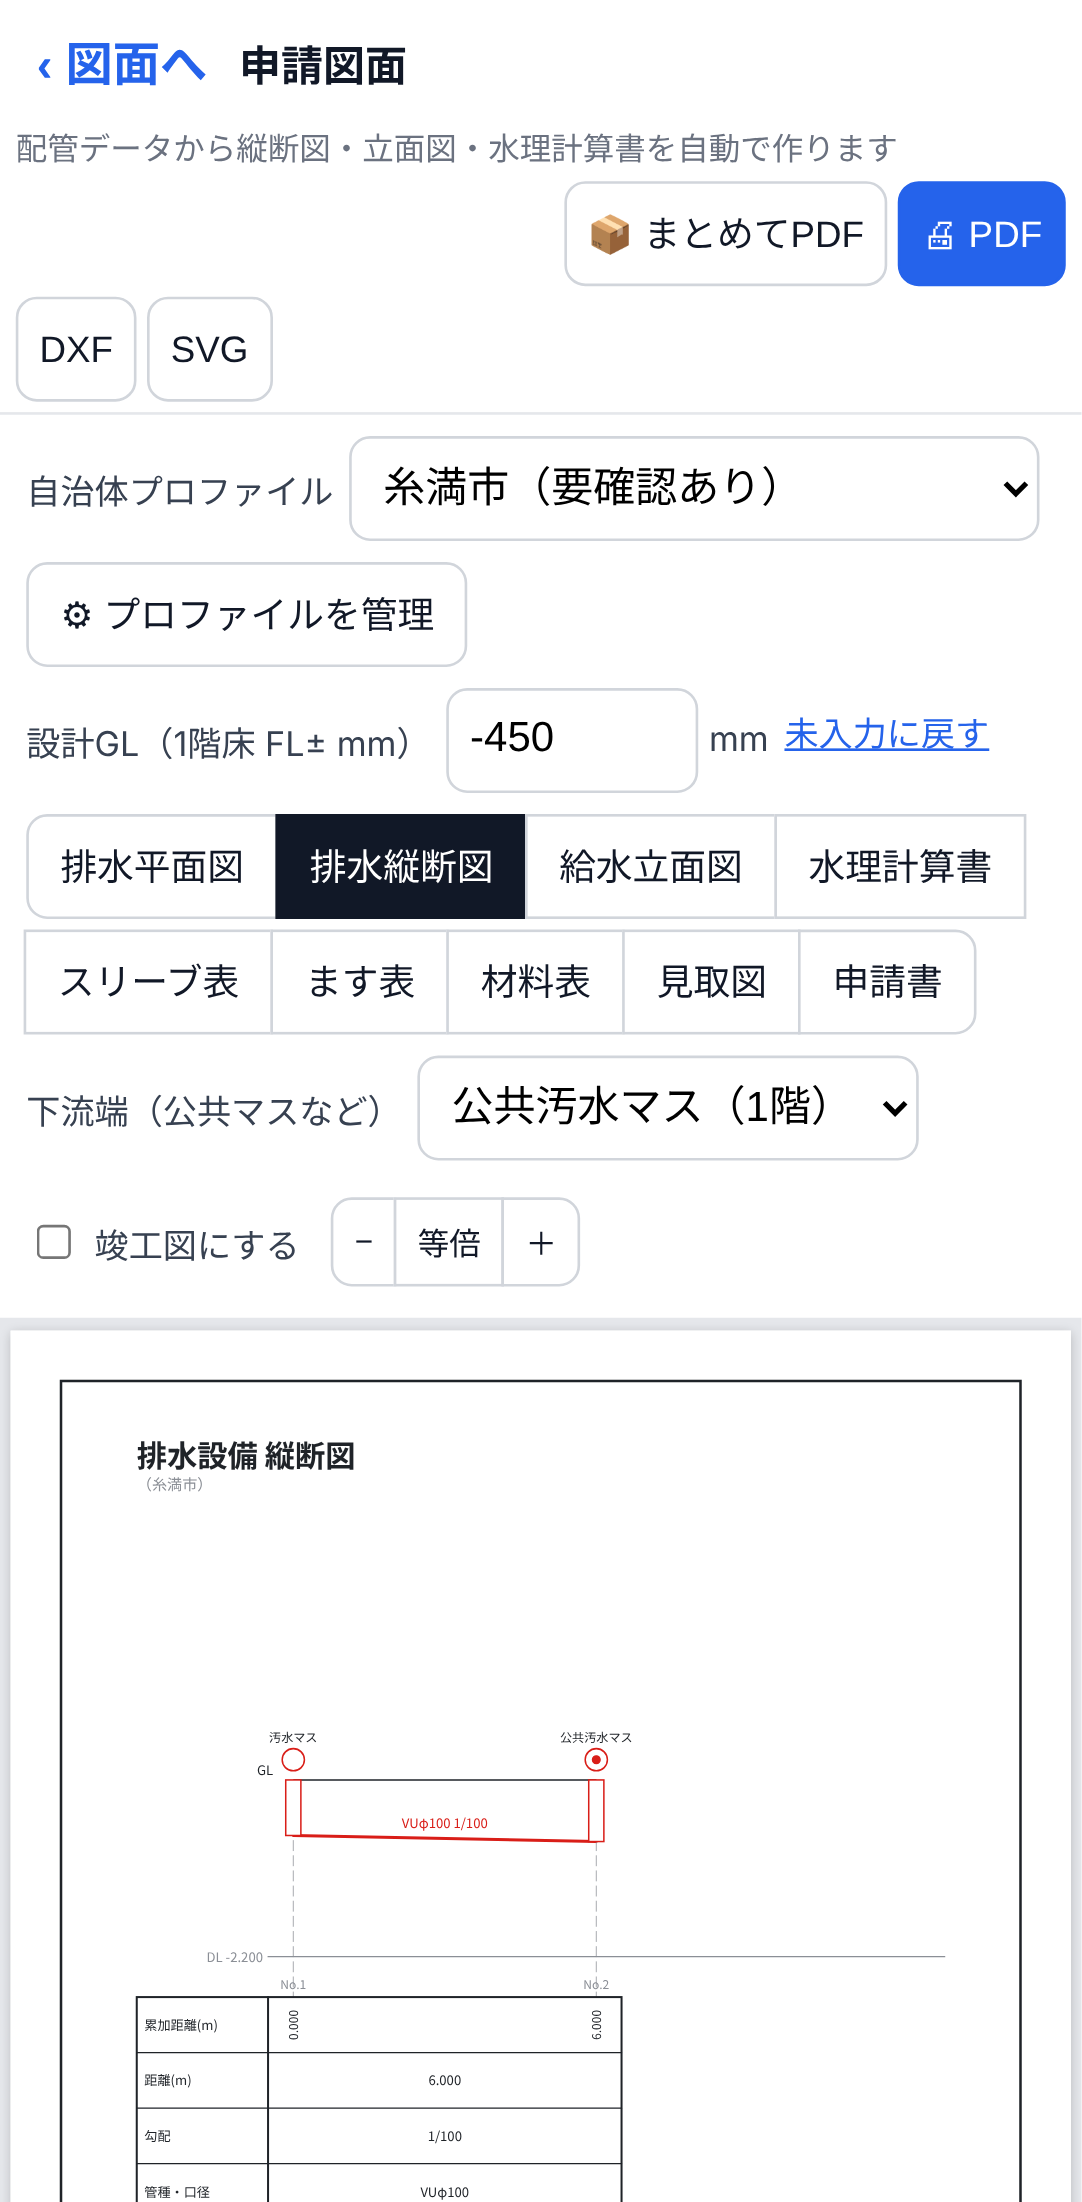 ‹ 図面へ 申請図面
配管データから縦断図・立面図・水理計算書を自動で作ります
📦 まとめてPDF 🖨 PDF
DXF SVG
自治体プロファイル 糸満市（要確認あり）
⚙ プロファイルを管理
設計GL（1階床 FL± mm） -450 mm 未入力に戻す
排水平面図 排水縦断図 給水立面図 水理計算書
スリーブ表 ます表 材料表 見取図 申請書
下流端（公共マスなど） 公共汚水マス（1階）
竣工図にする − 等倍 ＋
排水設備 縦断図
（糸満市）
汚水マス 公共汚水マス
GL
VUφ100 1/100
DL -2.200
No.1 No.2
累加距離(m) 0.000 6.000
距離(m) 6.000
勾配 1/100
管種・口径 VUφ100